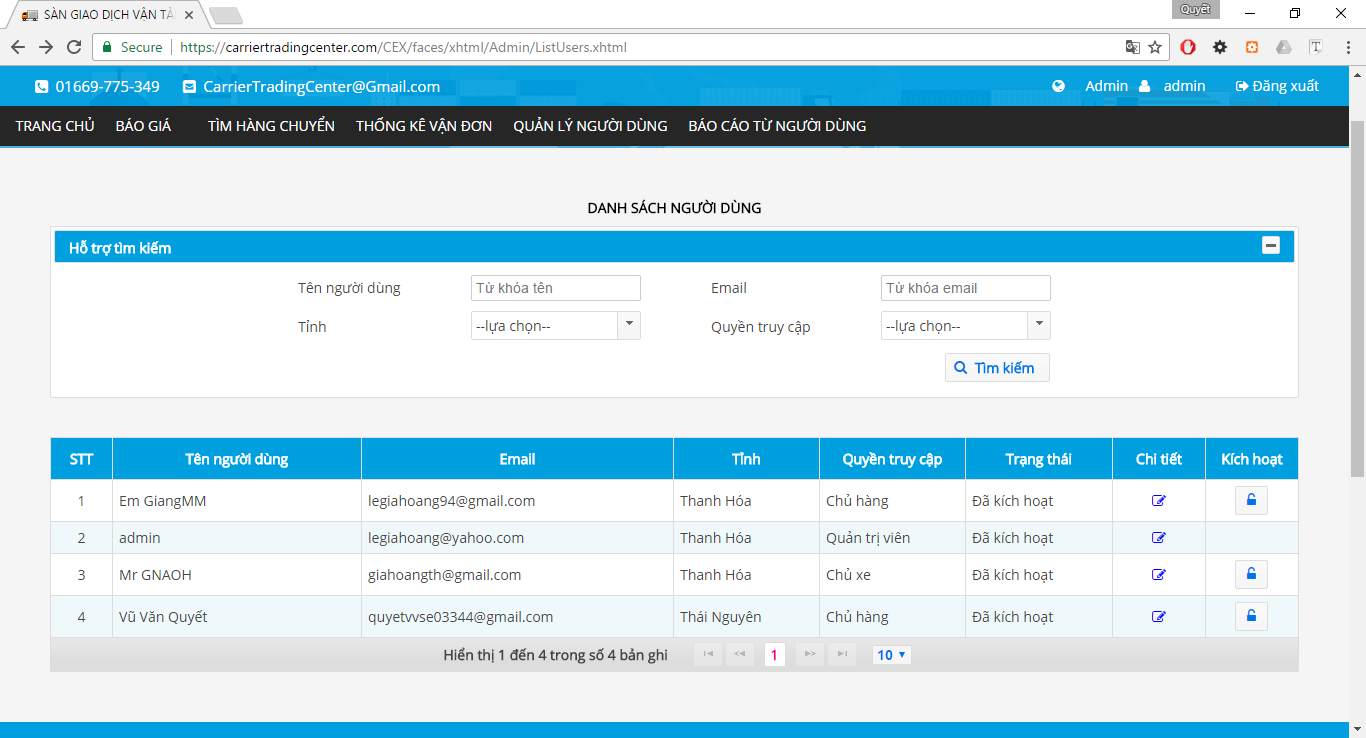 Quyết
SÀN GIAO DỊCH VẬN TẢ
Secure https://carriertradingcenter.com/CEX/faces/xhtml/Admin/ListUsers.xhtml
01669-775-349 CarrierTradingCenter@Gmail.com Admin admin Đăng xuất
TRANG CHỦ BÁO GIÁ TÌM HÀNG CHUYỂN THỐNG KÊ VẬN ĐƠN QUẢN LÝ NGƯỜI DÙNG BÁO CÁO TỪ NGƯỜI DÙNG
DANH SÁCH NGƯỜI DÙNG
Hỗ trợ tìm kiếm
Tên người dùng Từ khóa tên Email Từ khóa email
Tỉnh --lựa chọn-- Quyền truy cập --lựa chọn--
Tìm kiếm
STT Tên người dùng Email Tỉnh Quyền truy cập Trạng thái Chi tiết Kích hoạt
1 Em GiangMM legiahoang94@gmail.com Thanh Hóa Chủ hàng Đã kích hoạt
2 admin legiahoang@yahoo.com Thanh Hóa Quản trị viên Đã kích hoạt
3 Mr GNAOH giahoangth@gmail.com Thanh Hóa Chủ xe Đã kích hoạt
4 Vũ Văn Quyết quyetvvse03344@gmail.com Thái Nguyên Chủ hàng Đã kích hoạt
Hiển thị 1 đến 4 trong số 4 bản ghi 1 10